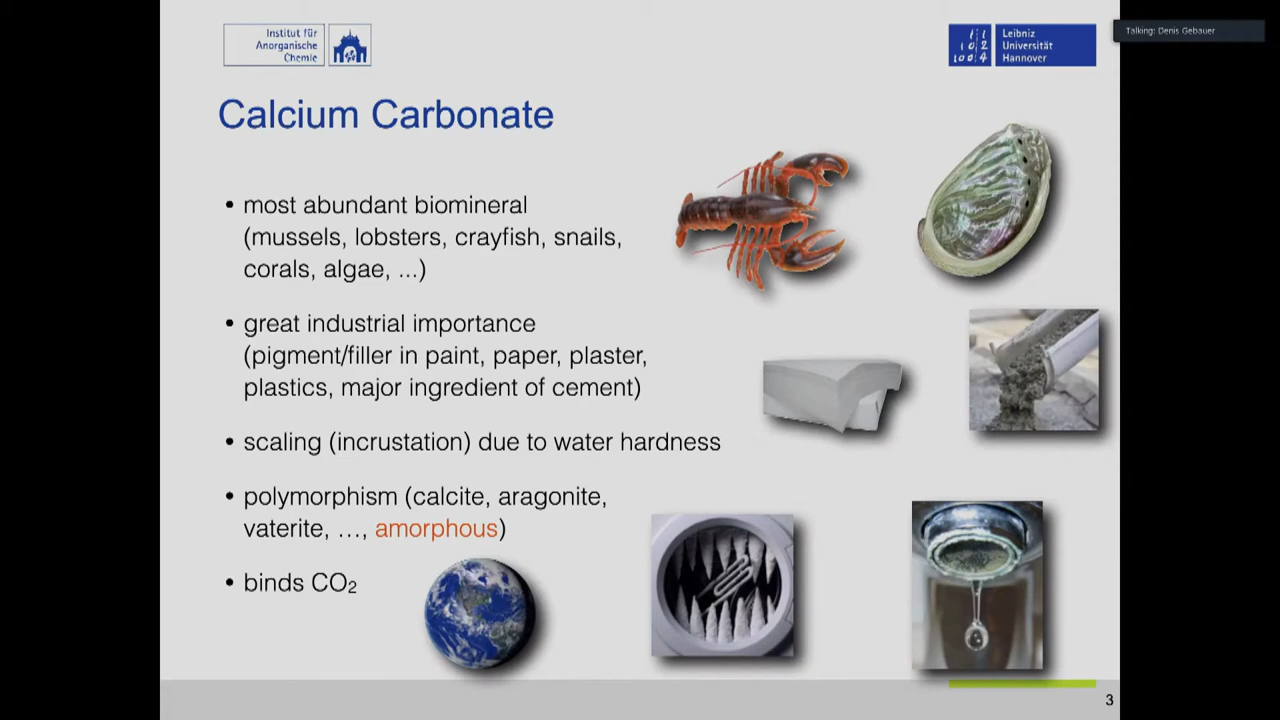 Institut für
Anorganische
Chemie
Leibniz
Universität
Hannover
Talking: Denis Gebauer
Calcium Carbonate
• most abundant biomineral
(mussels, lobsters, crayfish, snails,
corals, algae, ...)
• great industrial importance
(pigment/filler in paint, paper, plaster,
plastics, major ingredient of cement)
• scaling (incrustation) due to water hardness
• polymorphism (calcite, aragonite,
vaterite, …, amorphous)
• binds CO₂
3